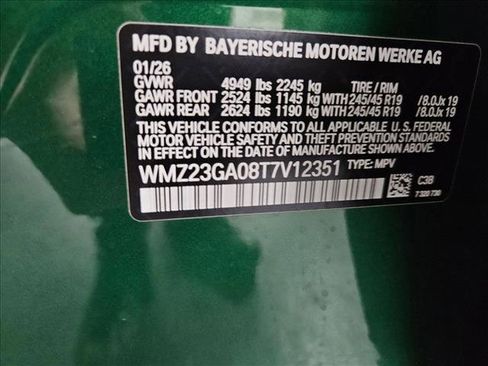 MFD BY BAYERISCHE MOTOREN WERKE AG
01/26
GVWR 4949 lbs 2245 kg TIRE / RIM
GAWR FRONT 2524 lbs 1145 kg WITH 245/45 R19 / 8.0Jx 19
GAWR REAR 2624 lbs 1190 kg WITH 245/45 R19 / 8.0Jx 19
THIS VEHICLE CONFORMS TO ALL APPLICABLE U. S. FEDERAL
MOTOR VEHICLE SAFETY AND THEFT PREVENTION STANDARDS
IN EFFECT ON THE DATE OF MANUFACTURE SHOWN ABOVE.
WMZ23GA08T7V12351 TYPE: MPV
C3B
7 320 730